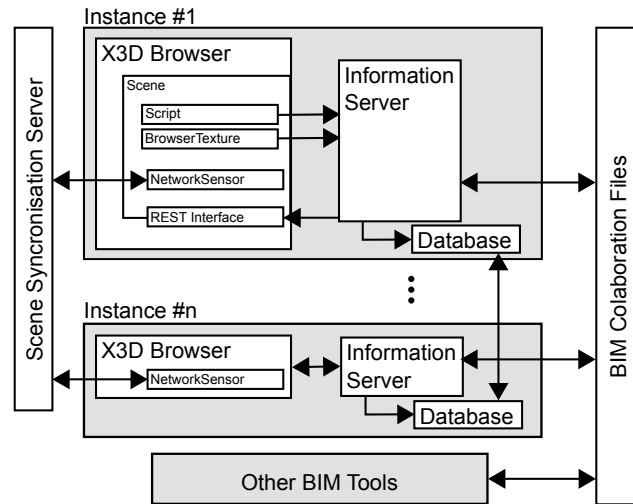 Instance #1
X3D Browser
Scene
Script
BrowserTexture
NetworkSensor
REST Interface
Information
Server
Database
Scene Syncronisation Server
BIM Collaboration Files
Instance #n
X3D Browser
NetworkSensor
Information
Server
Database
Other BIM Tools